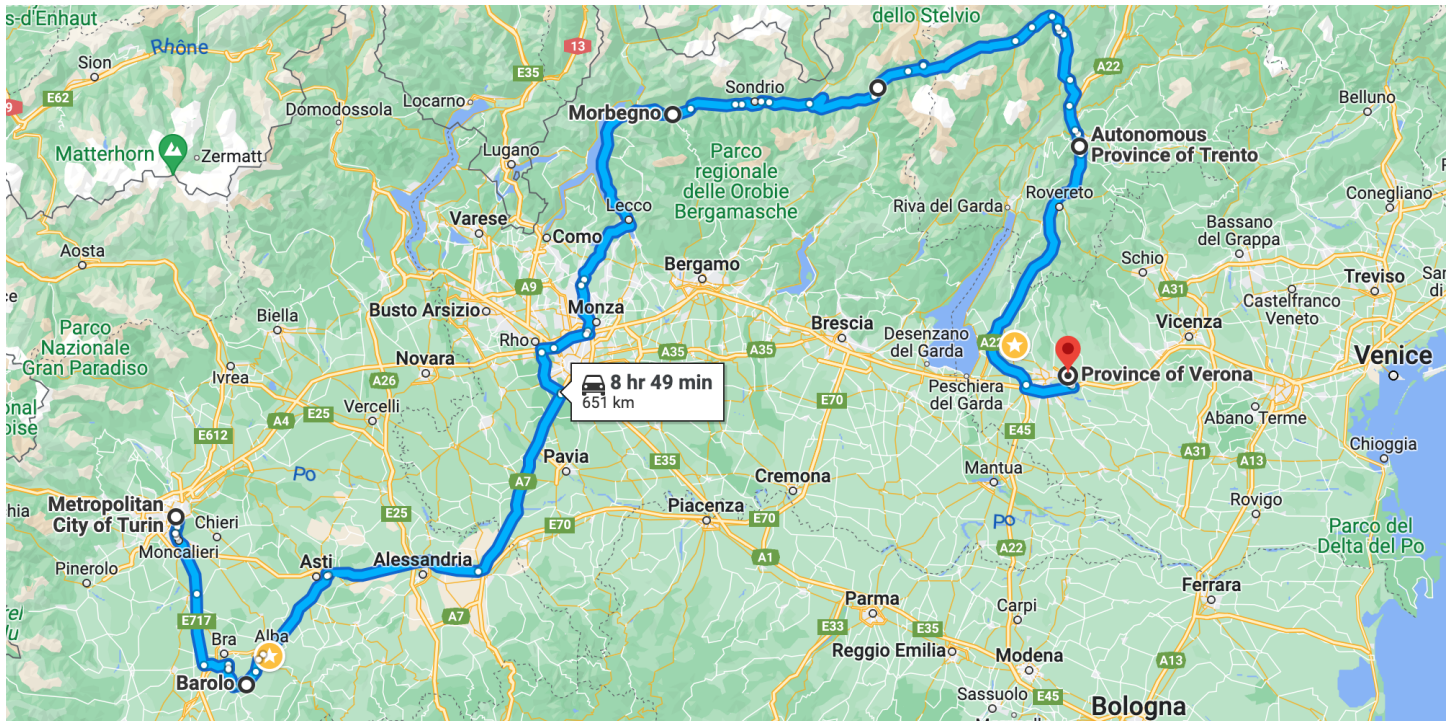 s-d'Enhaut
dello Stelvio
Rhône
13
Sion
E35
A22
E62
9
Sondrio
Locarno
Domodossola
Belluno
Morbegno
Autonomous
Province of Trento
Matterhorn
Zermatt
Lugano
Parco
regionale
delle Orobie
Bergamasche
Rovereto
Conegliano
Riva del Garda
Lecco
Varese
Como
Bassano
del Grappa
Aosta
Schio
Bergamo
Treviso
A9
A31
ce
Busto Arsizio
Monza
Castelfranco
Veneto
Biella
Brescia
Vicenza
Parco
Nazionale
Gran Paradiso
Rho
Desenzano
del Garda
A22
A35
A35
Venice
Novara
Ivrea
A26
8 hr 49 min
651 km
Province of Verona
Peschiera
del Garda
Vercelli
E25
A4
E70
E612
E45
Abano Terme
Chioggia
Pavia
E35
A31
A13
Po
A7
Cremona
Mantua
Metropolitan
City of Turin
Chieri
E25
E70
Piacenza
E70
Rovigo
Po
Parco del
Delta del Po
hia
Moncalieri
A22
Pinerolo
Asti
Alessandria
A1
Ferrara
Parma
Carpi
A7
E717
E33
E35
Bra
Alba
Reggio Emilia
Modena
A13
Barolo
Sassuolo
E45
Bologna